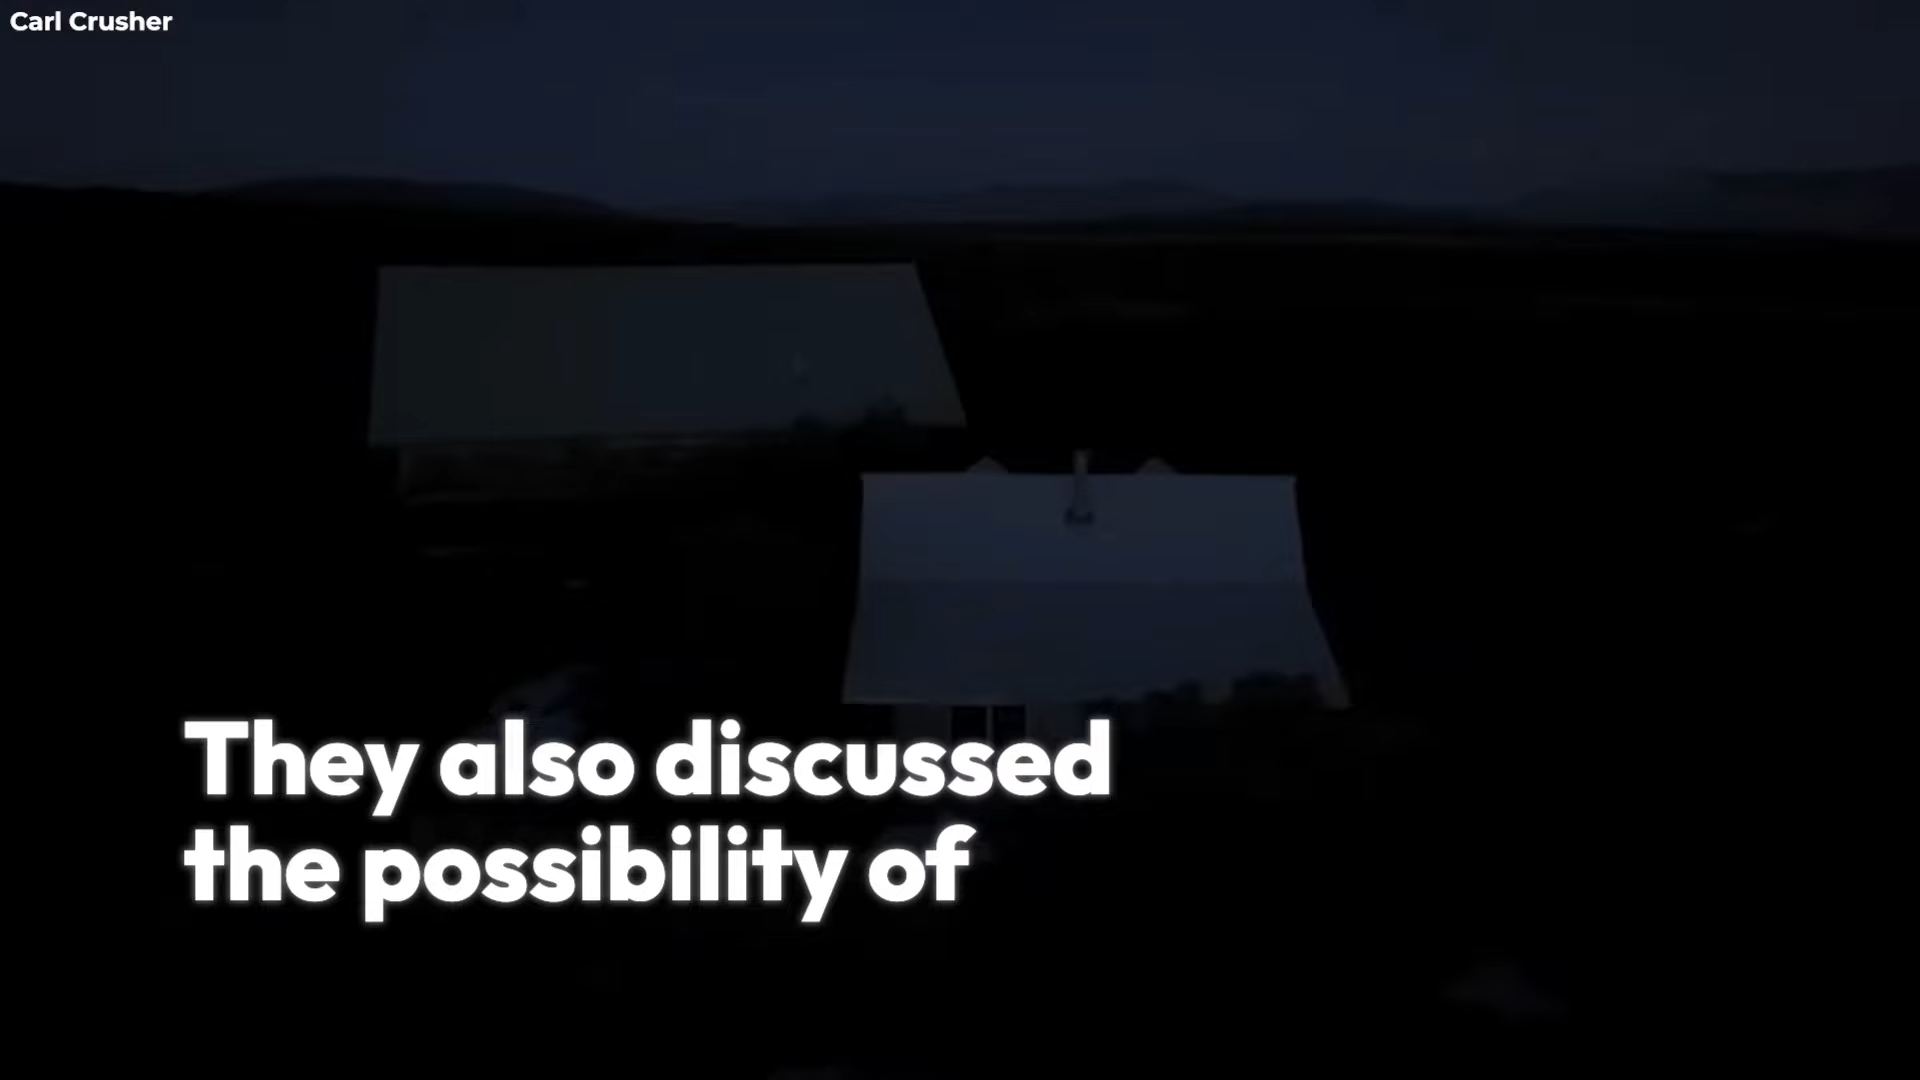 Carl Crusher
They also discussed
the possibility of